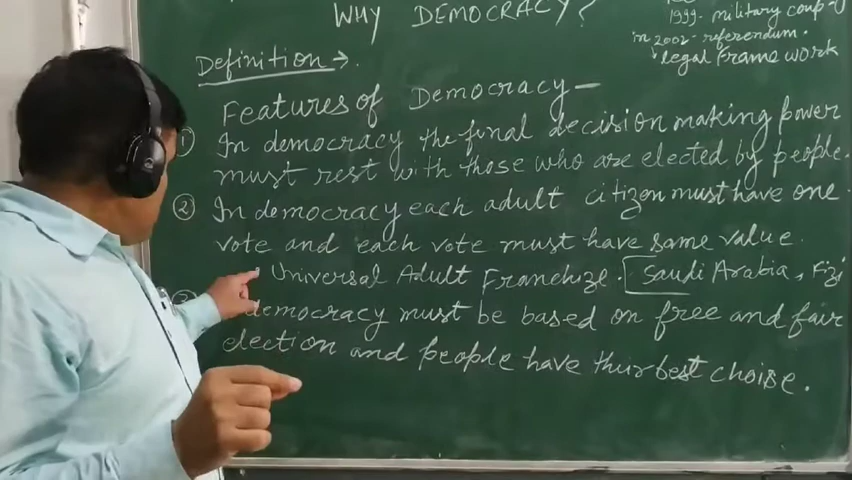 WHY DEMOCRACY?
1999- military coup-
in 2002- referendum.
legal Frame work
Definition →.
Features of Democracy —
① In democracy the final decision making power
must rest with those who are elected by people.
② In democracy each adult citizen must have one
vote and each vote must have same value.
Universal Adult Franchize. Saudi Arabia, Fizi
democracy must be based on free and fair
election and people have thuir best choise.